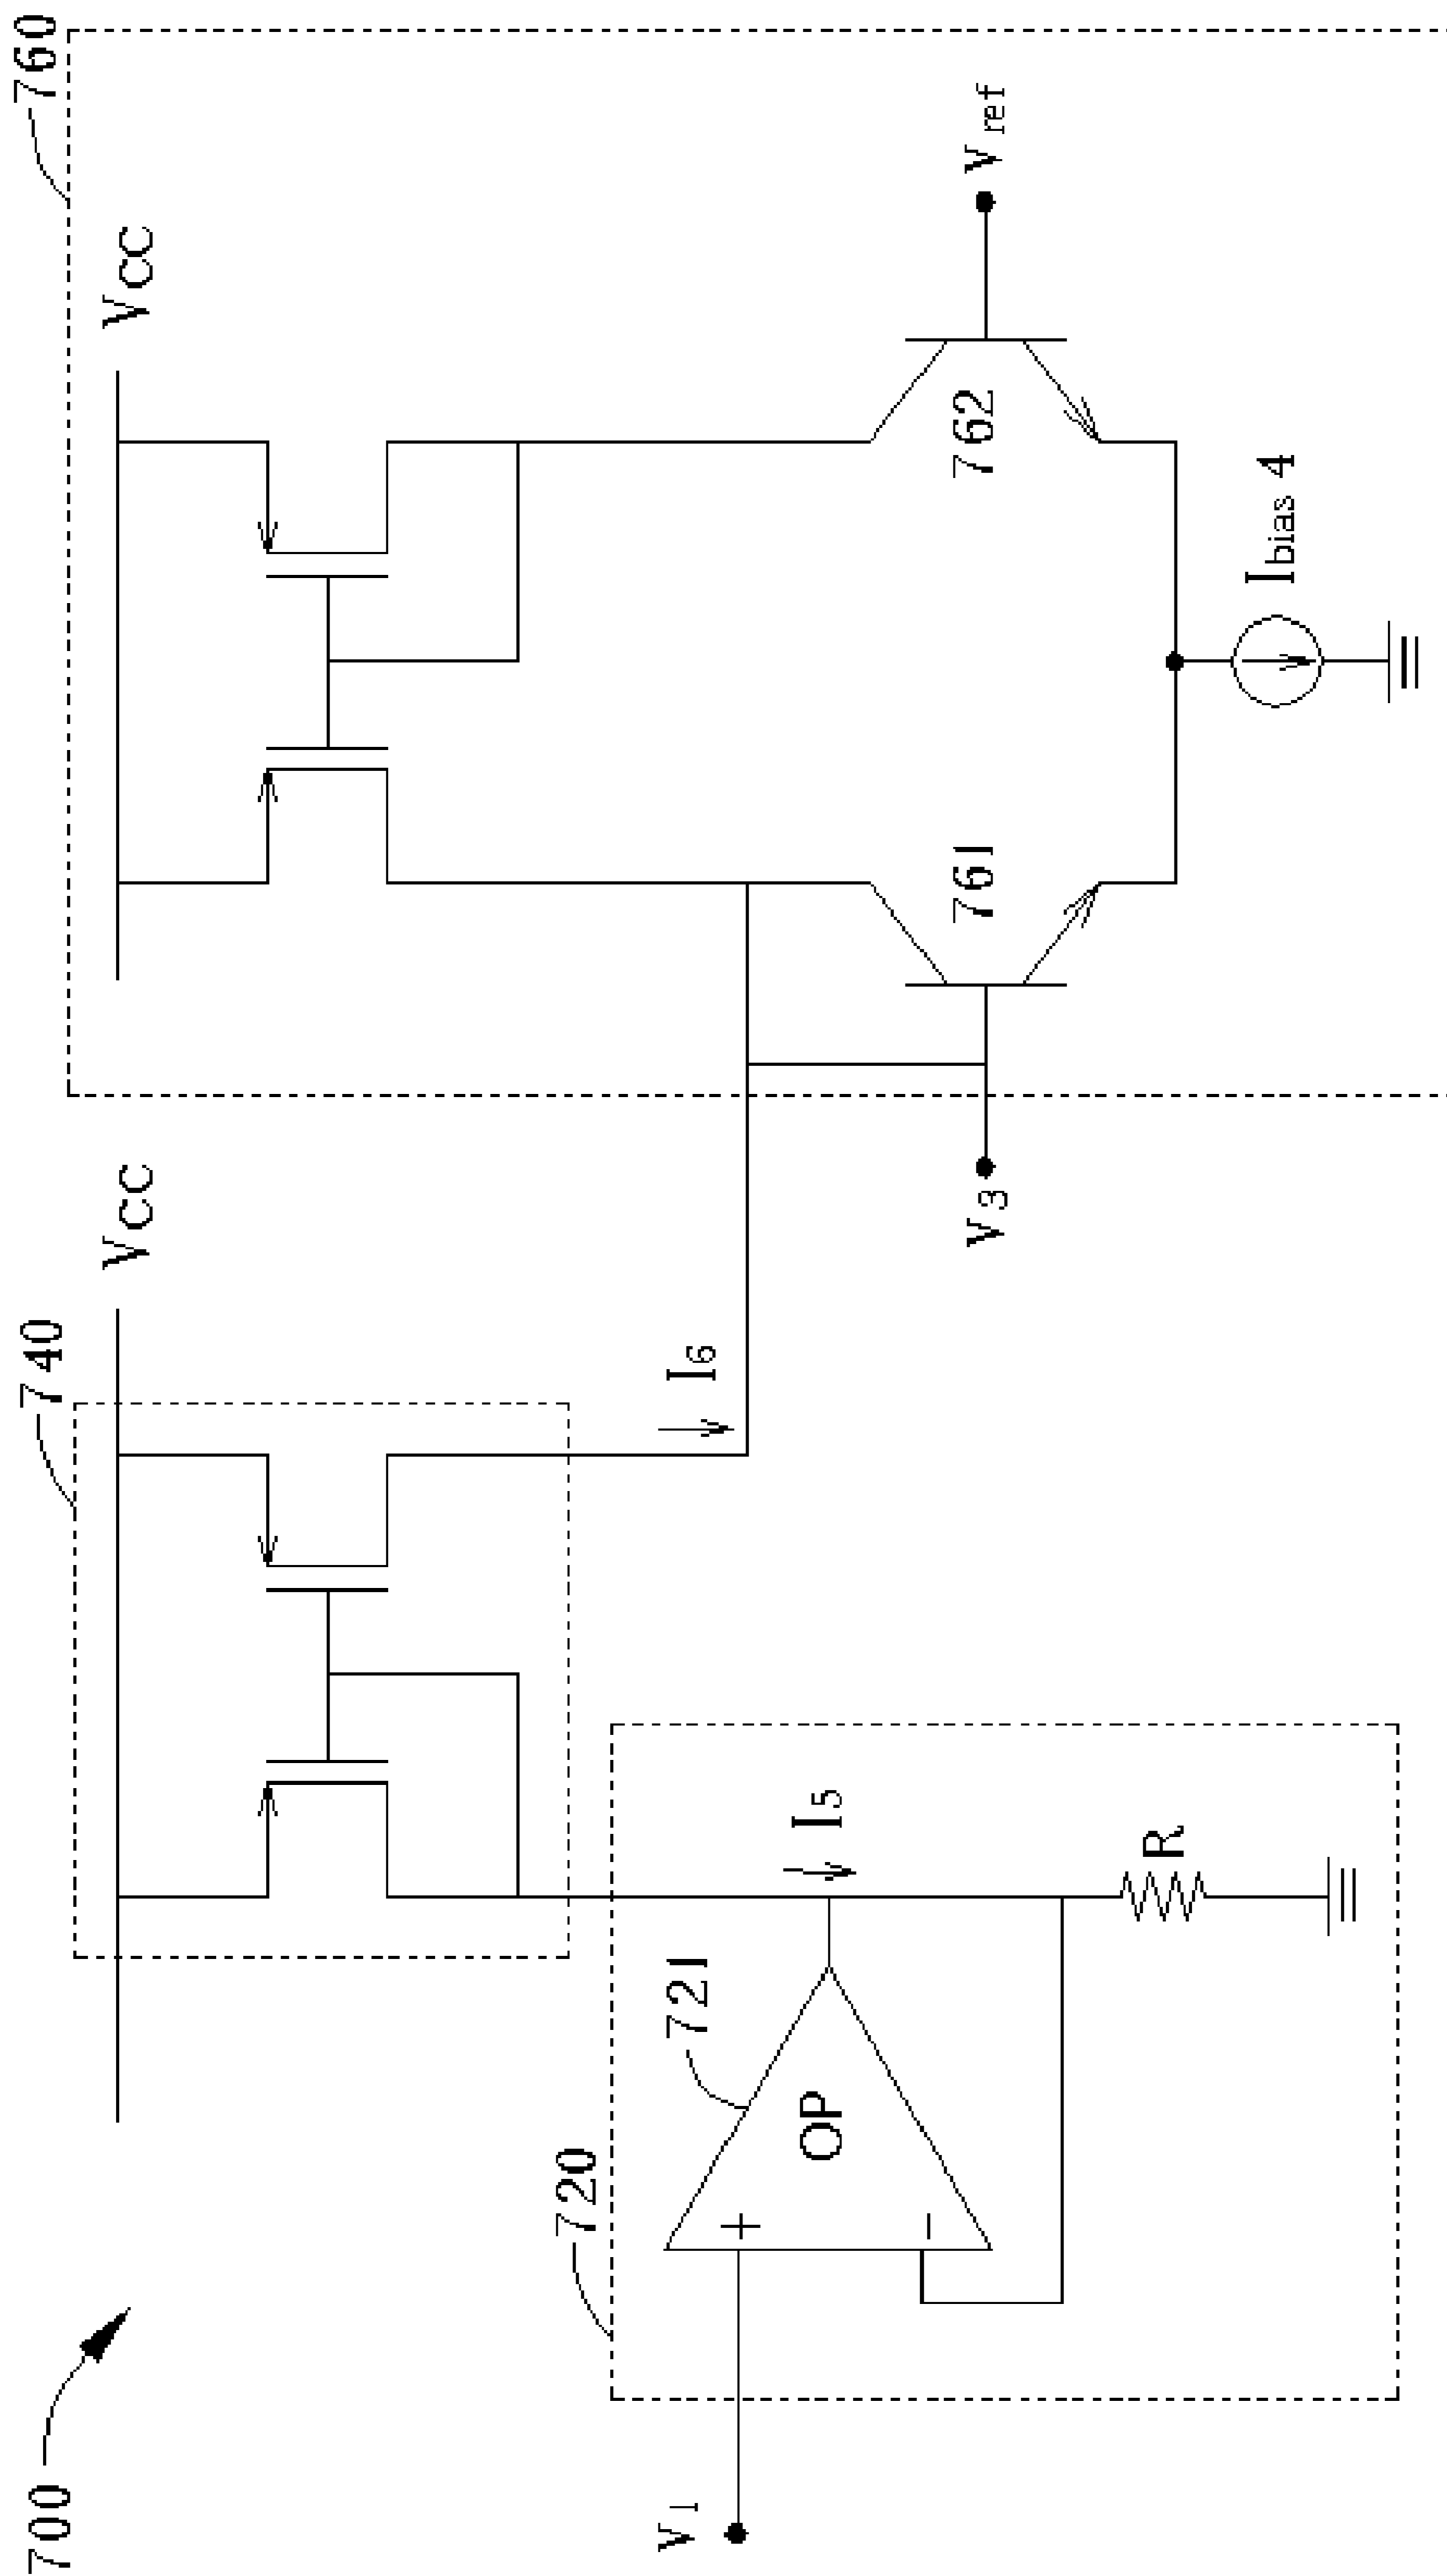 700
740
760
Vcc
Vcc
I6
V1
720
721
OP
+
-
I5
R
V3
761
762
Vref
Ibias 4